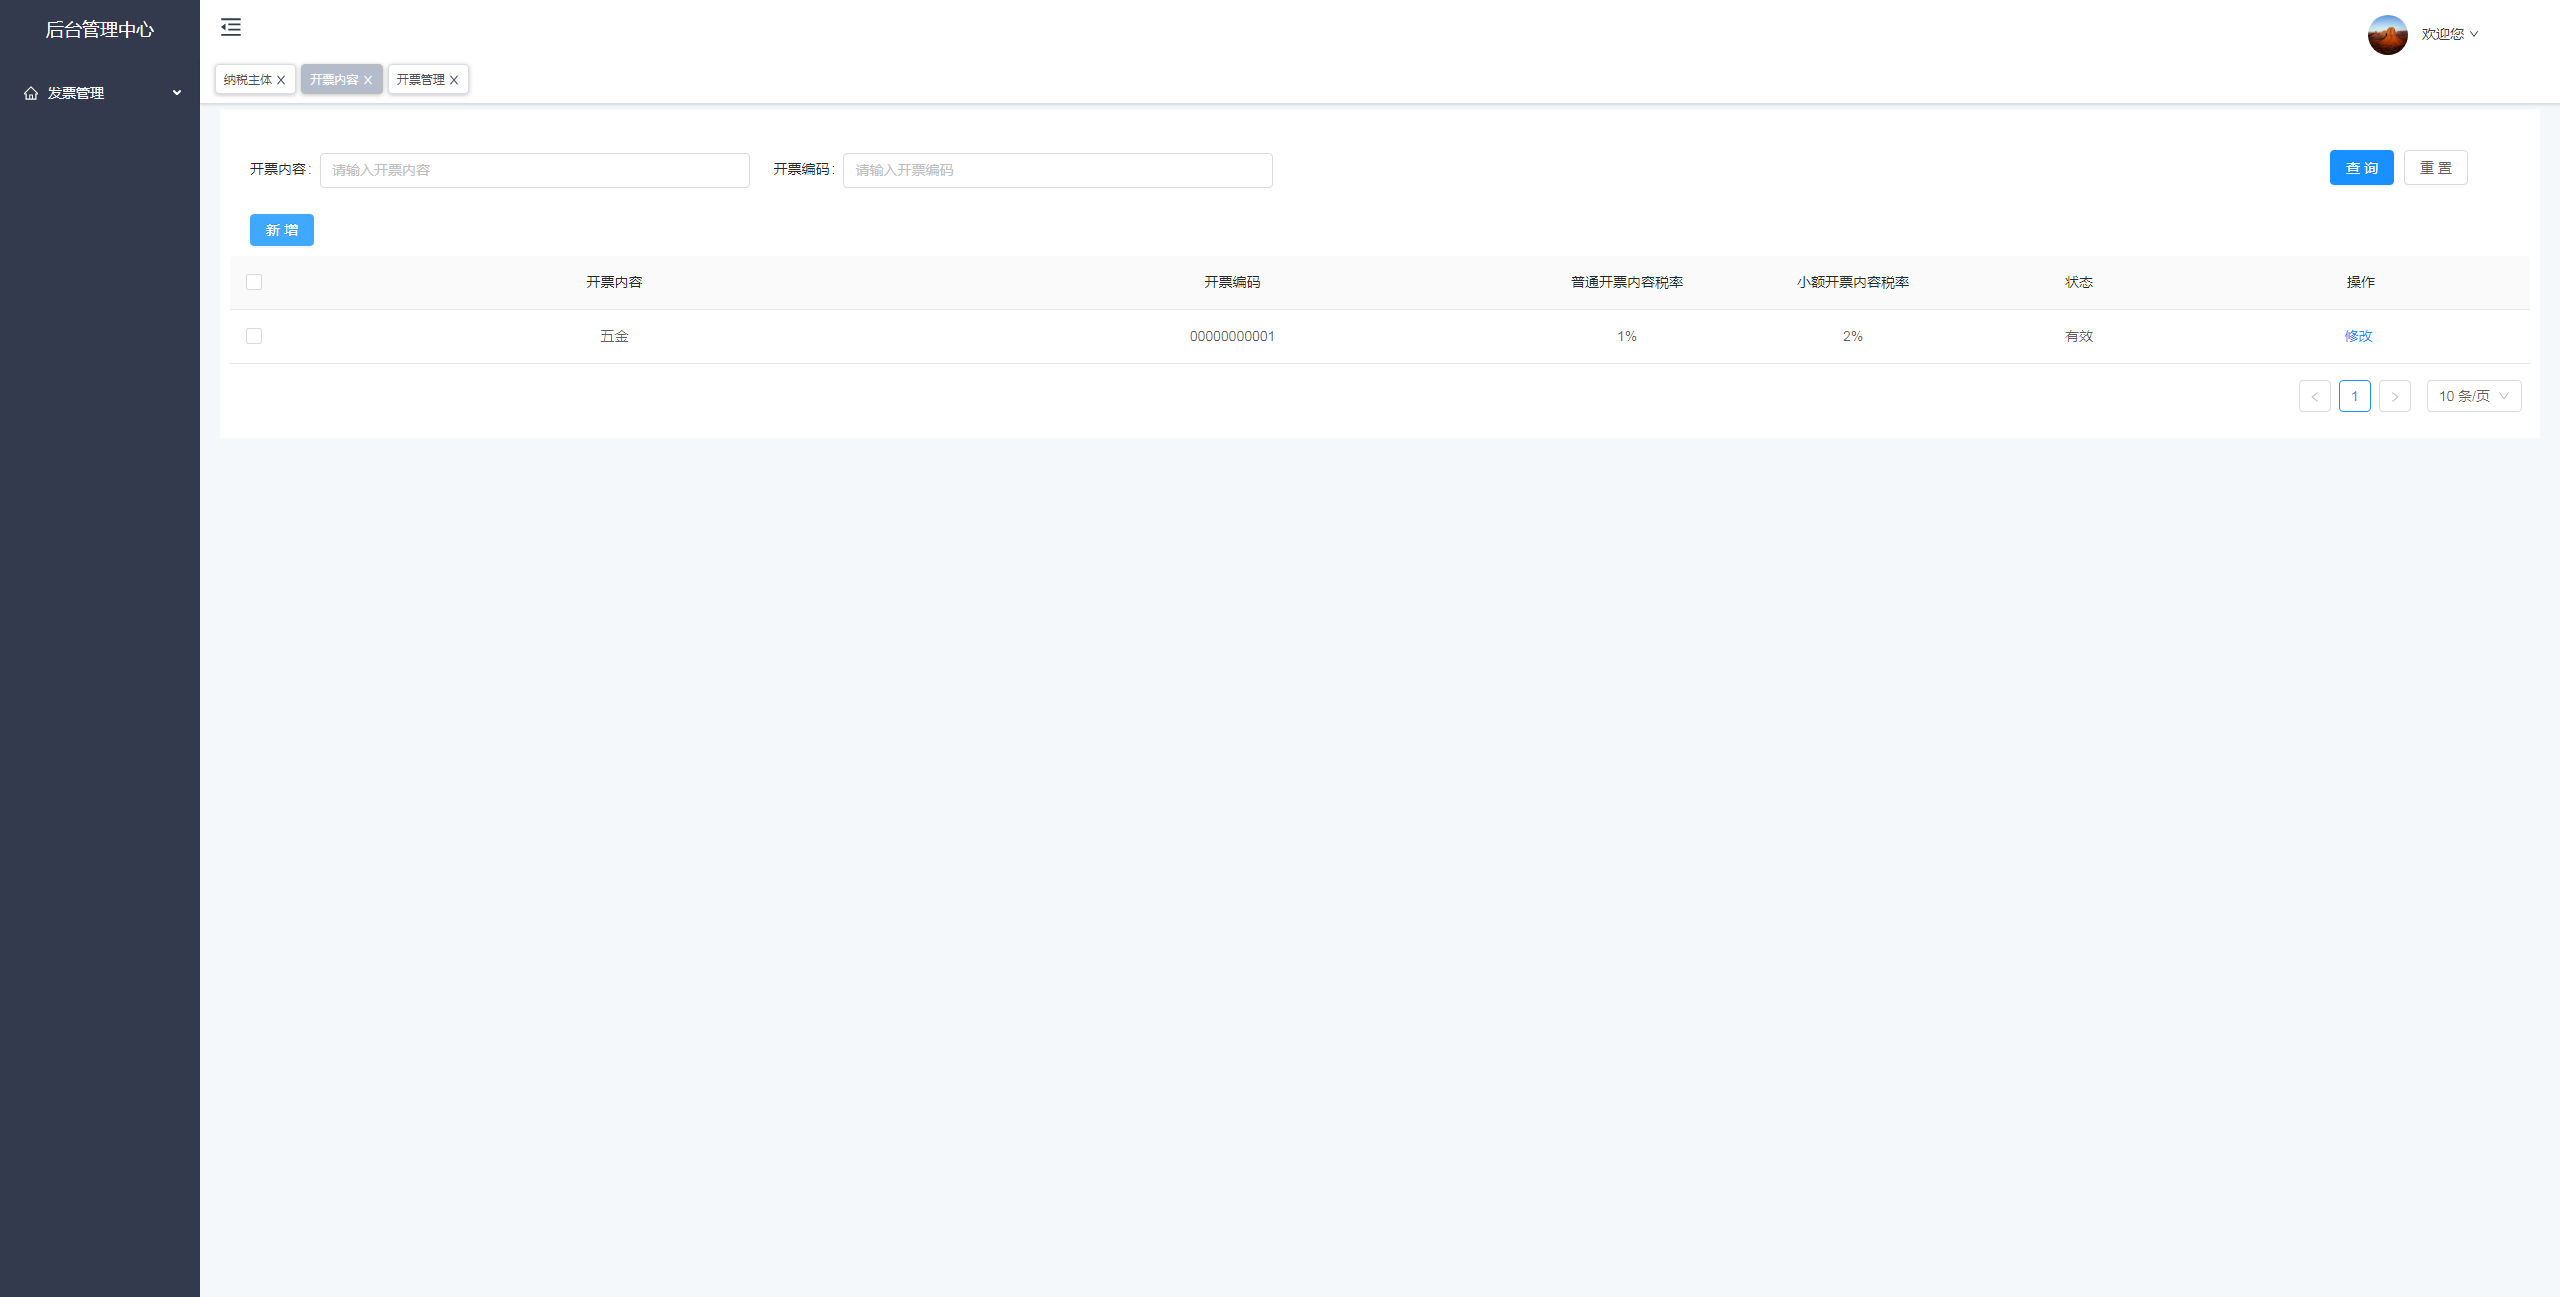 后台管理中心
欢迎您
发票管理
纳税主体
开票内容
开票管理
开票内容: 请输入开票内容
开票编码: 请输入开票编码
查 询
重 置
新 增
开票内容 开票编码 普通开票内容税率 小额开票内容税率 状态 操作
五金 00000000001 1% 2% 有效 修改
1
10 条/页